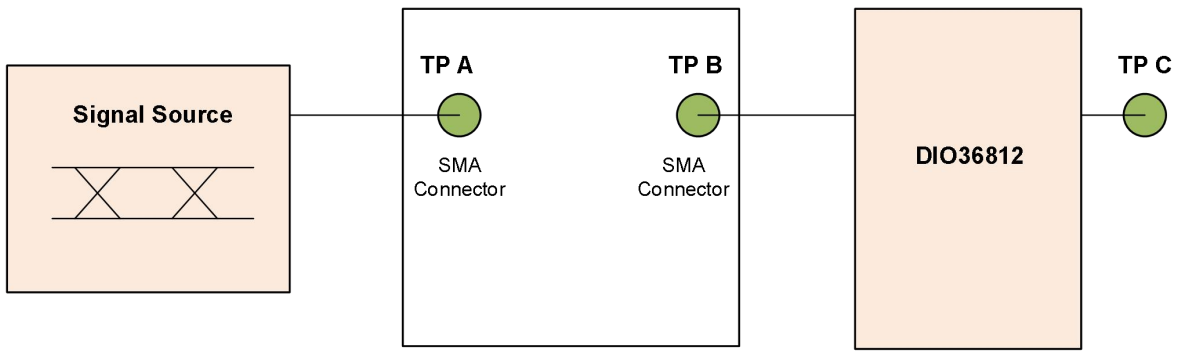 Signal Source
TP A
SMA
Connector
TP B
SMA
Connector
DIO36812
TP C